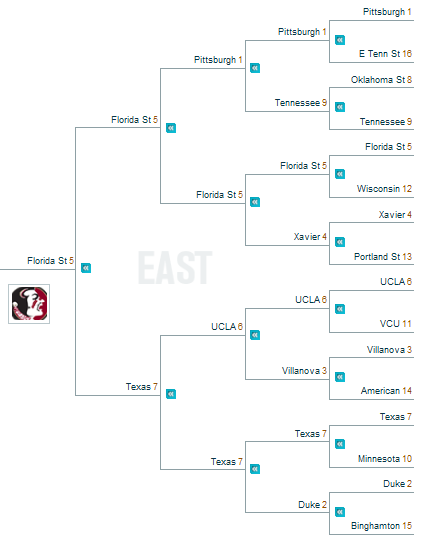 Pittsburgh 1
Pittsburgh 1
E Tenn St 16
Pittsburgh 1
Oklahoma St 8
Tennessee 9
Tennessee 9
Florida St 5
Florida St 5
Florida St 5
Wisconsin 12
Florida St 5
Xavier 4
Xavier 4
Portland St 13
Florida St 5
EAST
UCLA 6
UCLA 6
VCU 11
UCLA 6
Villanova 3
Villanova 3
American 14
Texas 7
Texas 7
Texas 7
Minnesota 10
Texas 7
Duke 2
Duke 2
Binghamton 15